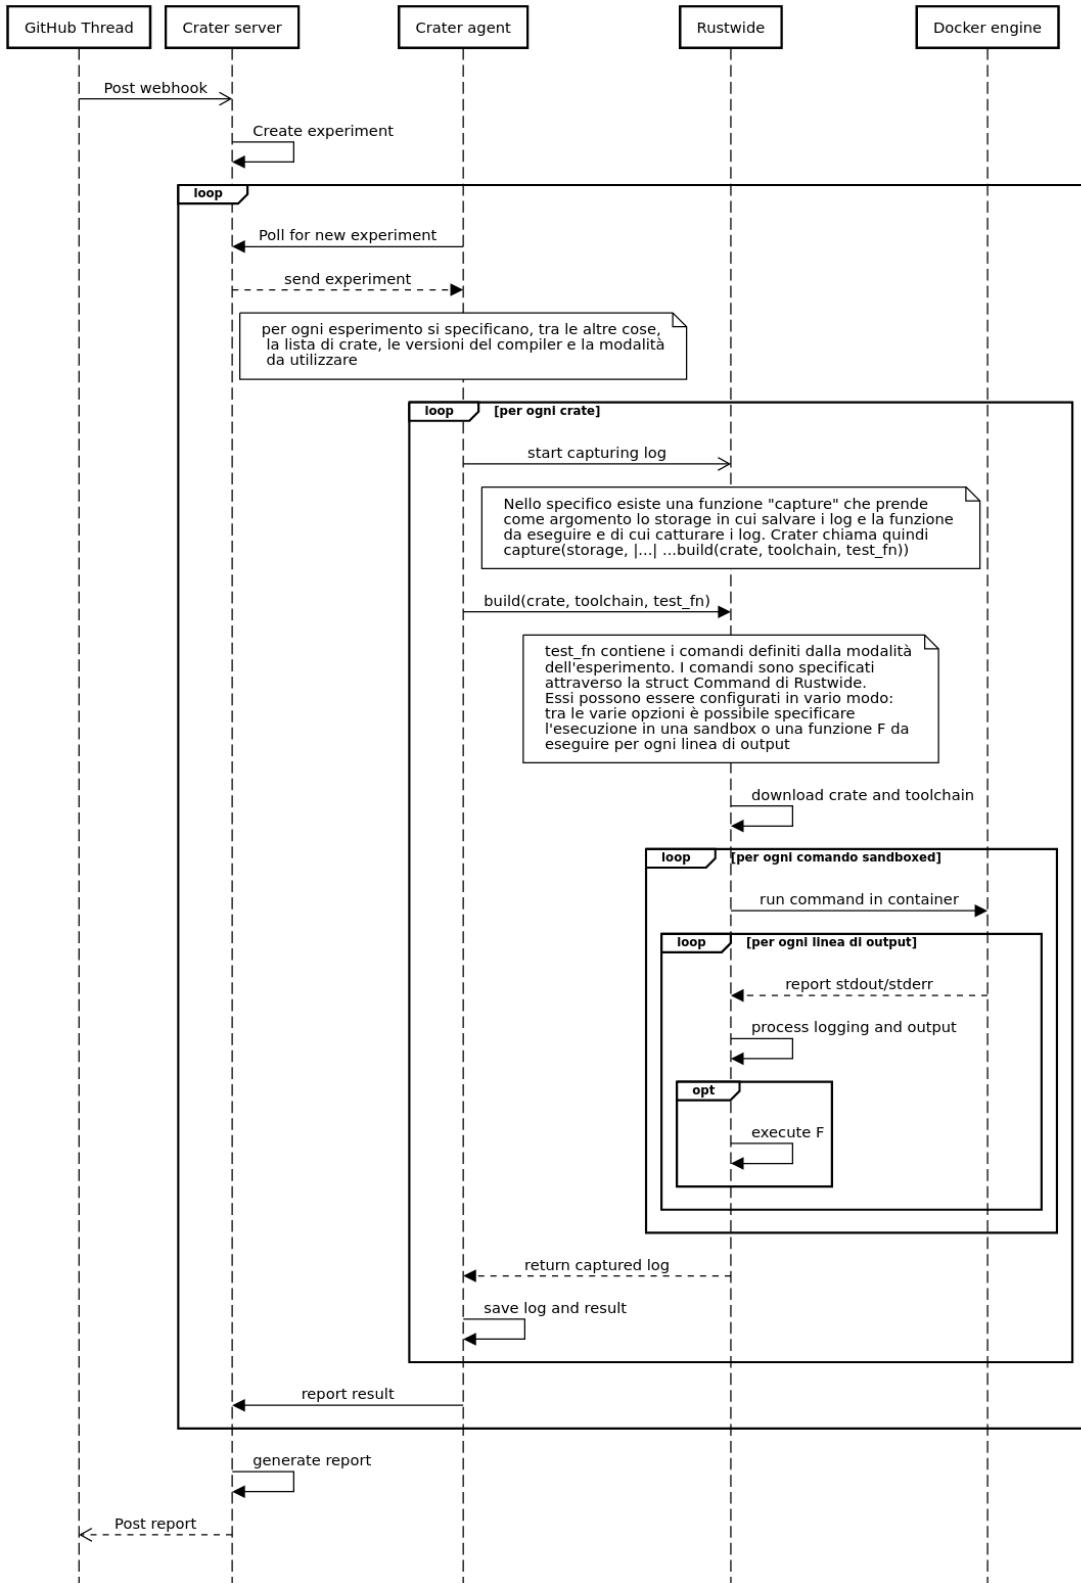 GitHub Thread
Crater server
Crater agent
Rustwide
Docker engine
Post webhook
Create experiment
loop
Poll for new experiment
send experiment
per ogni esperimento si specificano, tra le altre cose,
la lista di crate, le versioni del compiler e la modalità
da utilizzare
loop
[per ogni crate]
start capturing log
Nello specifico esiste una funzione "capture" che prende
come argomento lo storage in cui salvare i log e la funzione
da eseguire e di cui catturare i log. Crater chiama quindi
capture(storage, |...| ...build(crate, toolchain, test_fn))
build(crate, toolchain, test_fn)
test_fn contiene i comandi definiti dalla modalità
dell'esperimento. I comandi sono specificati
attraverso la struct Command di Rustwide.
Essi possono essere configurati in vario modo:
tra le varie opzioni è possibile specificare
l'esecuzione in una sandbox o una funzione F da
eseguire per ogni linea di output
download crate and toolchain
loop
[per ogni comando sandboxed]
run command in container
loop
[per ogni linea di output]
report stdout/stderr
process logging and output
opt
execute F
return captured log
save log and result
report result
generate report
Post report